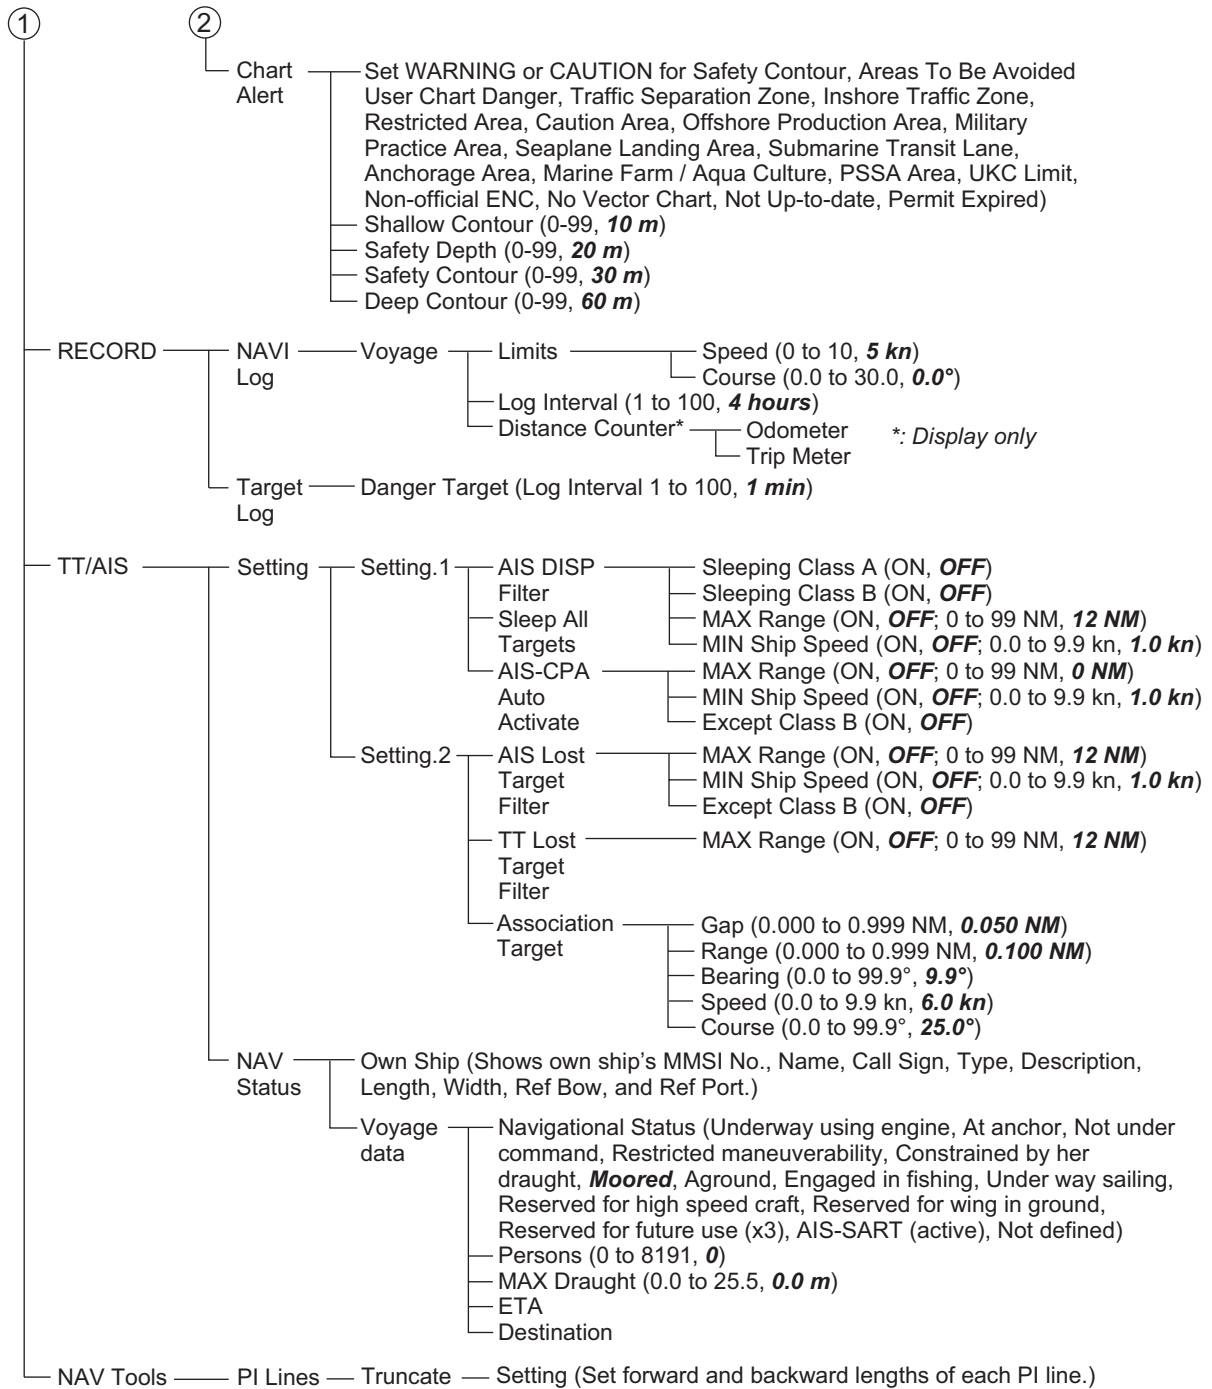 1 2
Chart Alert
Set WARNING or CAUTION for Safety Contour, Areas To Be Avoided
User Chart Danger, Traffic Separation Zone, Inshore Traffic Zone,
Restricted Area, Caution Area, Offshore Production Area, Military
Practice Area, Seaplane Landing Area, Submarine Transit Lane,
Anchorage Area, Marine Farm / Aqua Culture, PSSA Area, UKC Limit,
Non-official ENC, No Vector Chart, Not Up-to-date, Permit Expired)
Shallow Contour (0-99, 10 m)
Safety Depth (0-99, 20 m)
Safety Contour (0-99, 30 m)
Deep Contour (0-99, 60 m)
RECORD
NAVI
Log
Voyage
Limits
Speed (0 to 10, 5 kn)
Course (0.0 to 30.0, 0.0°)
Log Interval (1 to 100, 4 hours)
Distance Counter*
Odometer
Trip Meter
*: Display only
Target
Log
Danger Target (Log Interval 1 to 100, 1 min)
TT/AIS
Setting
Setting.1
AIS DISP
Filter
Sleeping Class A (ON, OFF)
Sleeping Class B (ON, OFF)
MAX Range (ON, OFF; 0 to 99 NM, 12 NM)
MIN Ship Speed (ON, OFF; 0.0 to 9.9 kn, 1.0 kn)
Sleep All
Targets
AIS-CPA
Auto
Activate
MAX Range (ON, OFF; 0 to 99 NM, 0 NM)
MIN Ship Speed (ON, OFF; 0.0 to 9.9 kn, 1.0 kn)
Except Class B (ON, OFF)
Setting.2
AIS Lost
Target
Filter
MAX Range (ON, OFF; 0 to 99 NM, 12 NM)
MIN Ship Speed (ON, OFF; 0.0 to 9.9 kn, 1.0 kn)
Except Class B (ON, OFF)
TT Lost
Target
Filter
MAX Range (ON, OFF; 0 to 99 NM, 12 NM)
Association
Target
Gap (0.000 to 0.999 NM, 0.050 NM)
Range (0.000 to 0.999 NM, 0.100 NM)
Bearing (0.0 to 99.9°, 9.9°)
Speed (0.0 to 9.9 kn, 6.0 kn)
Course (0.0 to 99.9°, 25.0°)
NAV
Status
Own Ship (Shows own ship's MMSI No., Name, Call Sign, Type, Description,
Length, Width, Ref Bow, and Ref Port.)
Voyage
data
Navigational Status (Underway using engine, At anchor, Not under
command, Restricted maneuverability, Constrained by her
draught, Moored, Aground, Engaged in fishing, Under way sailing,
Reserved for high speed craft, Reserved for wing in ground,
Reserved for future use (x3), AIS-SART (active), Not defined)
Persons (0 to 8191, 0)
MAX Draught (0.0 to 25.5, 0.0 m)
ETA
Destination
NAV Tools
PI Lines
Truncate
Setting (Set forward and backward lengths of each PI line.)